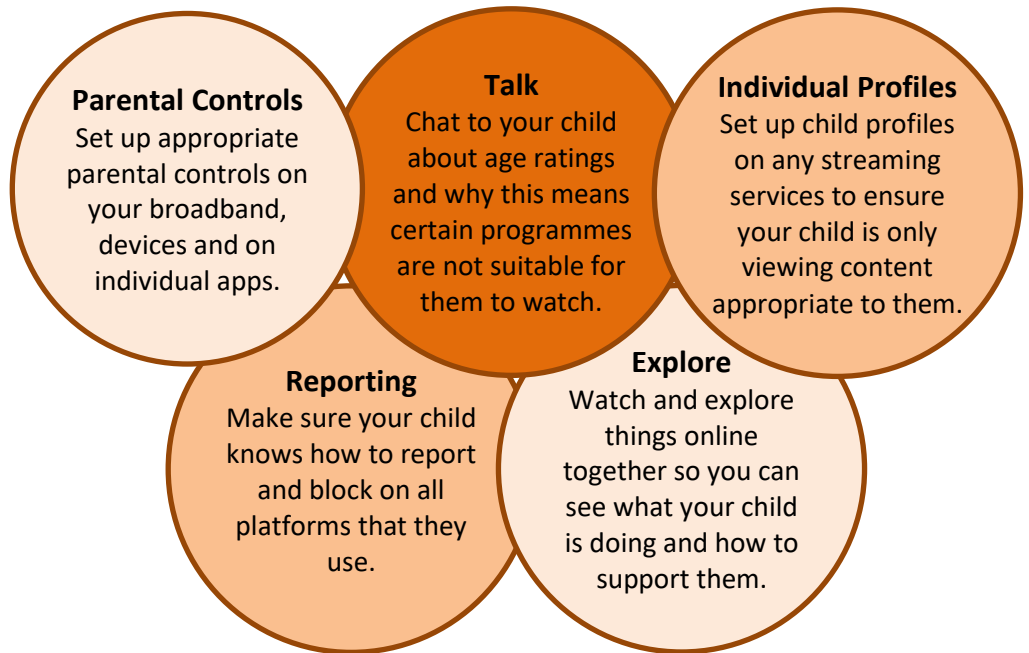 Parental Controls
Set up appropriate
parental controls on
your broadband,
devices and on
individual apps.
Talk
Chat to your child
about age ratings
and why this means
certain programmes
are not suitable for
them to watch.
Individual Profiles
Set up child profiles
on any streaming
services to ensure
your child is only
viewing content
appropriate to them.
Reporting
Make sure your child
knows how to report
and block on all
platforms that they
use.
Explore
Watch and explore
things online
together so you can
see what your child
is doing and how to
support them.